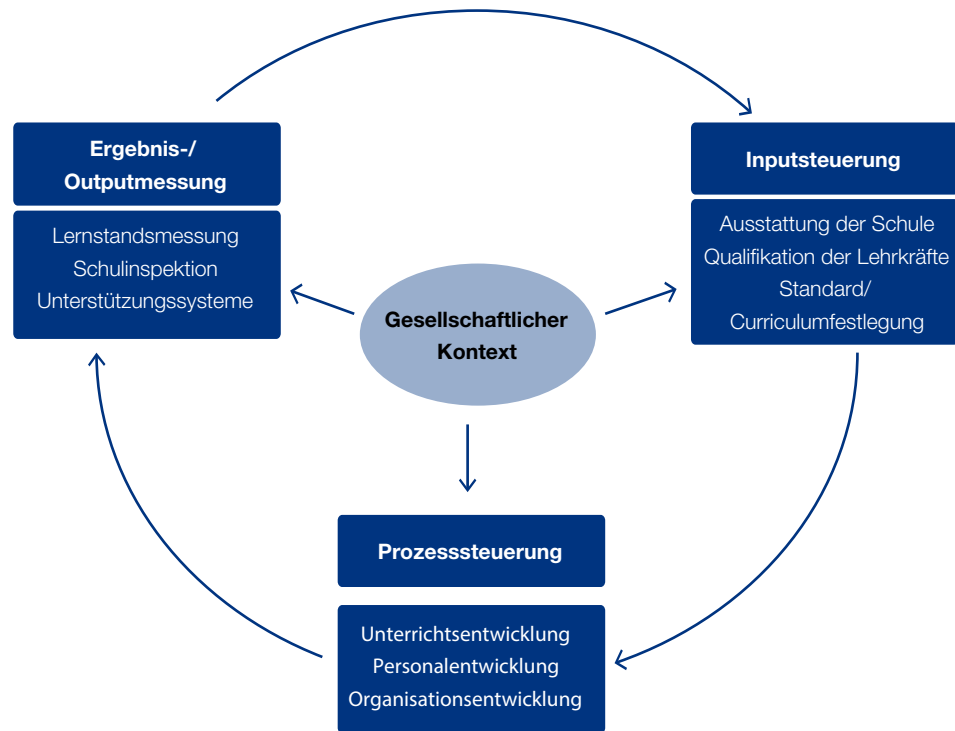 Ergebnis-/
Outputmessung
Lernstandsmessung
Schulinspektion
Unterstützungssysteme
Inputsteuerung
Ausstattung der Schule
Qualifikation der Lehrkräfte
Standard/
Curriculumfestlegung
Gesellschaftlicher
Kontext
Prozesssteuerung
Unterrichtsentwicklung
Personalentwicklung
Organisationsentwicklung